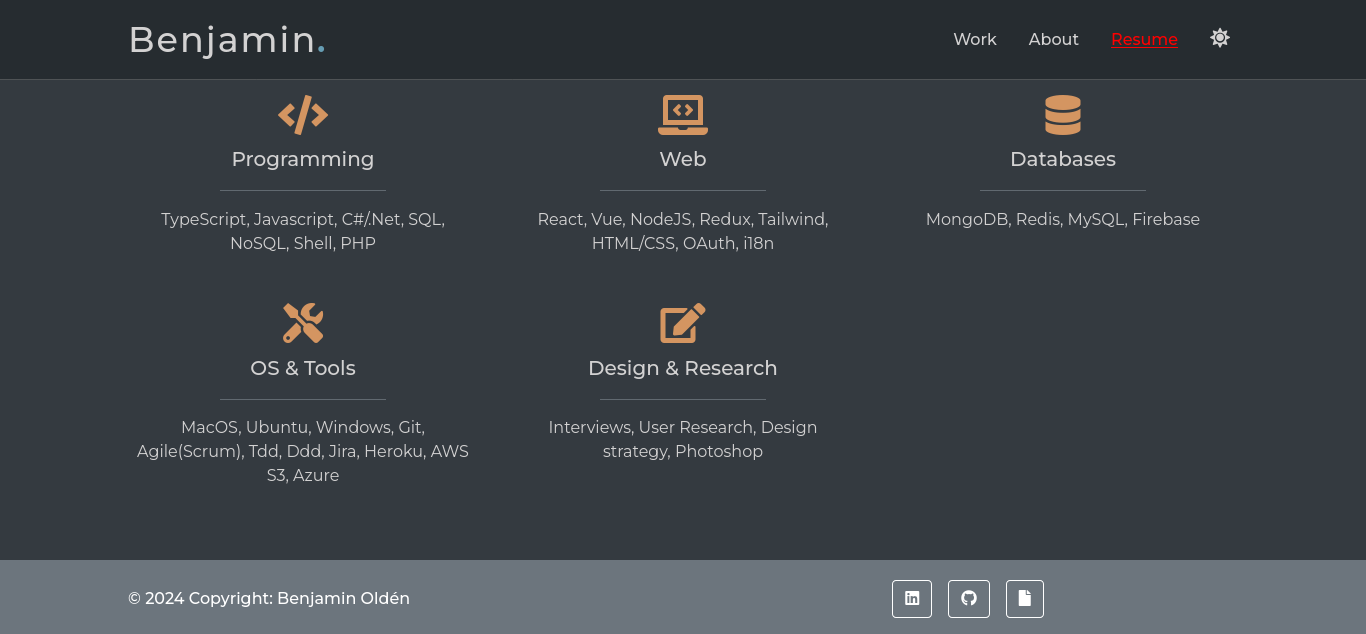 Benjamin.
Work
About
Resume
Programming
TypeScript, Javascript, C#/.Net, SQL,
NoSQL, Shell, PHP
Web
React, Vue, NodeJS, Redux, Tailwind,
HTML/CSS, OAuth, i18n
Databases
MongoDB, Redis, MySQL, Firebase
OS & Tools
MacOS, Ubuntu, Windows, Git,
Agile(Scrum), Tdd, Ddd, Jira, Heroku, AWS
S3, Azure
Design & Research
Interviews, User Research, Design
strategy, Photoshop
© 2024 Copyright: Benjamin Oldén